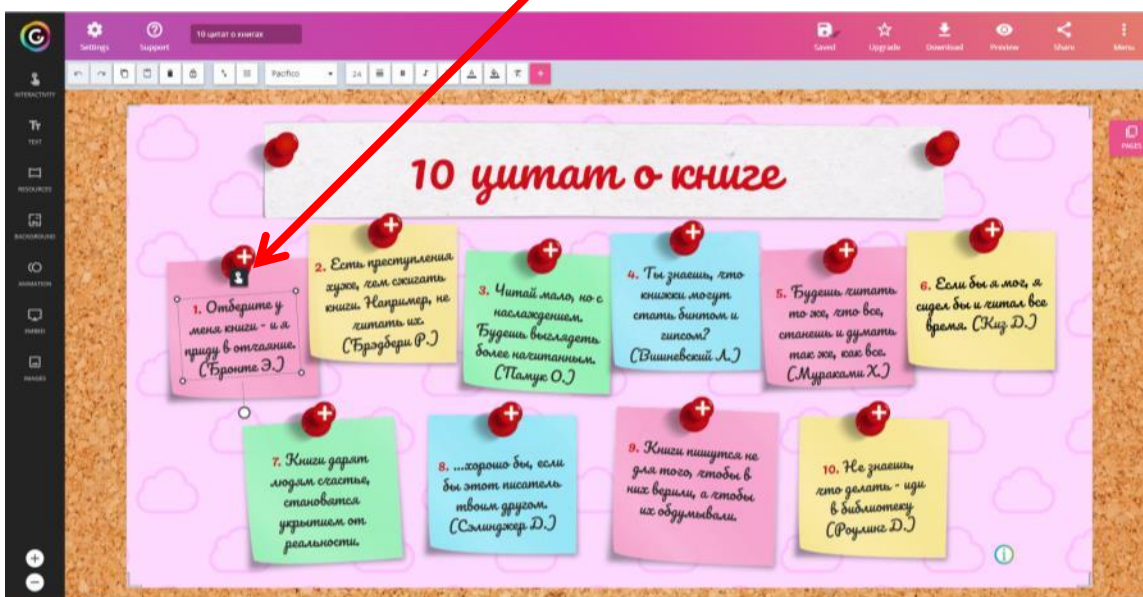 Settings
Support
10 цитат о книгах
Saved
Upgrade
Download
Preview
Share
Menu
INTERACTIVITY
Pacifico
24
Tт
TEXT
RESOURCES
BACKGROUND
ANIMATION
EMBED
IMAGES
PAGES
10 цитат о книге
1. Отберите у
меня книги - и я
приду в отчаяние.
(Бронте Э.)
2. Есть преступления
хуже, чем сжигать
книги. Например, не
читать их.
(Брэдбери Р.)
3. Читай мало, но с
наслаждением.
Будешь выглядеть
более начитанным.
(Памук О.)
4. Ты знаешь, что
книжки могут
стать бинтом и
гипсом?
(Вишневский Л.)
5. Будешь читать
то же, что все,
станешь и думать
так же, как все.
(Мураками Х.)
6. Если бы я мог, я
сидел бы и читал все
время. (Киз Д.)
7. Книги дарят
людям счастье,
становятся
укрытием от
реальности.
8. ...хорошо бы, если
бы этот писатель
твоим другом.
(Сэлинджер Д.)
9. Книги пишутся не
для того, чтобы в
них верили, а чтобы
их обдумывали.
10. Не знаешь,
что делать - иди
в библиотеку
(Роулинг Д.)